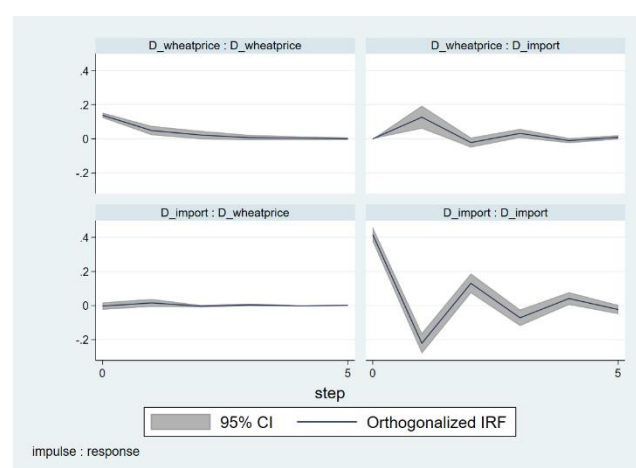 D_wheatprice : D_wheatprice
D_wheatprice : D_import
.4
.2
0
-.2
D_import : D_wheatprice
D_import : D_import
.4
.2
0
-.2
0
5
0
5
step
95% CI
Orthogonalized IRF
impulse : response